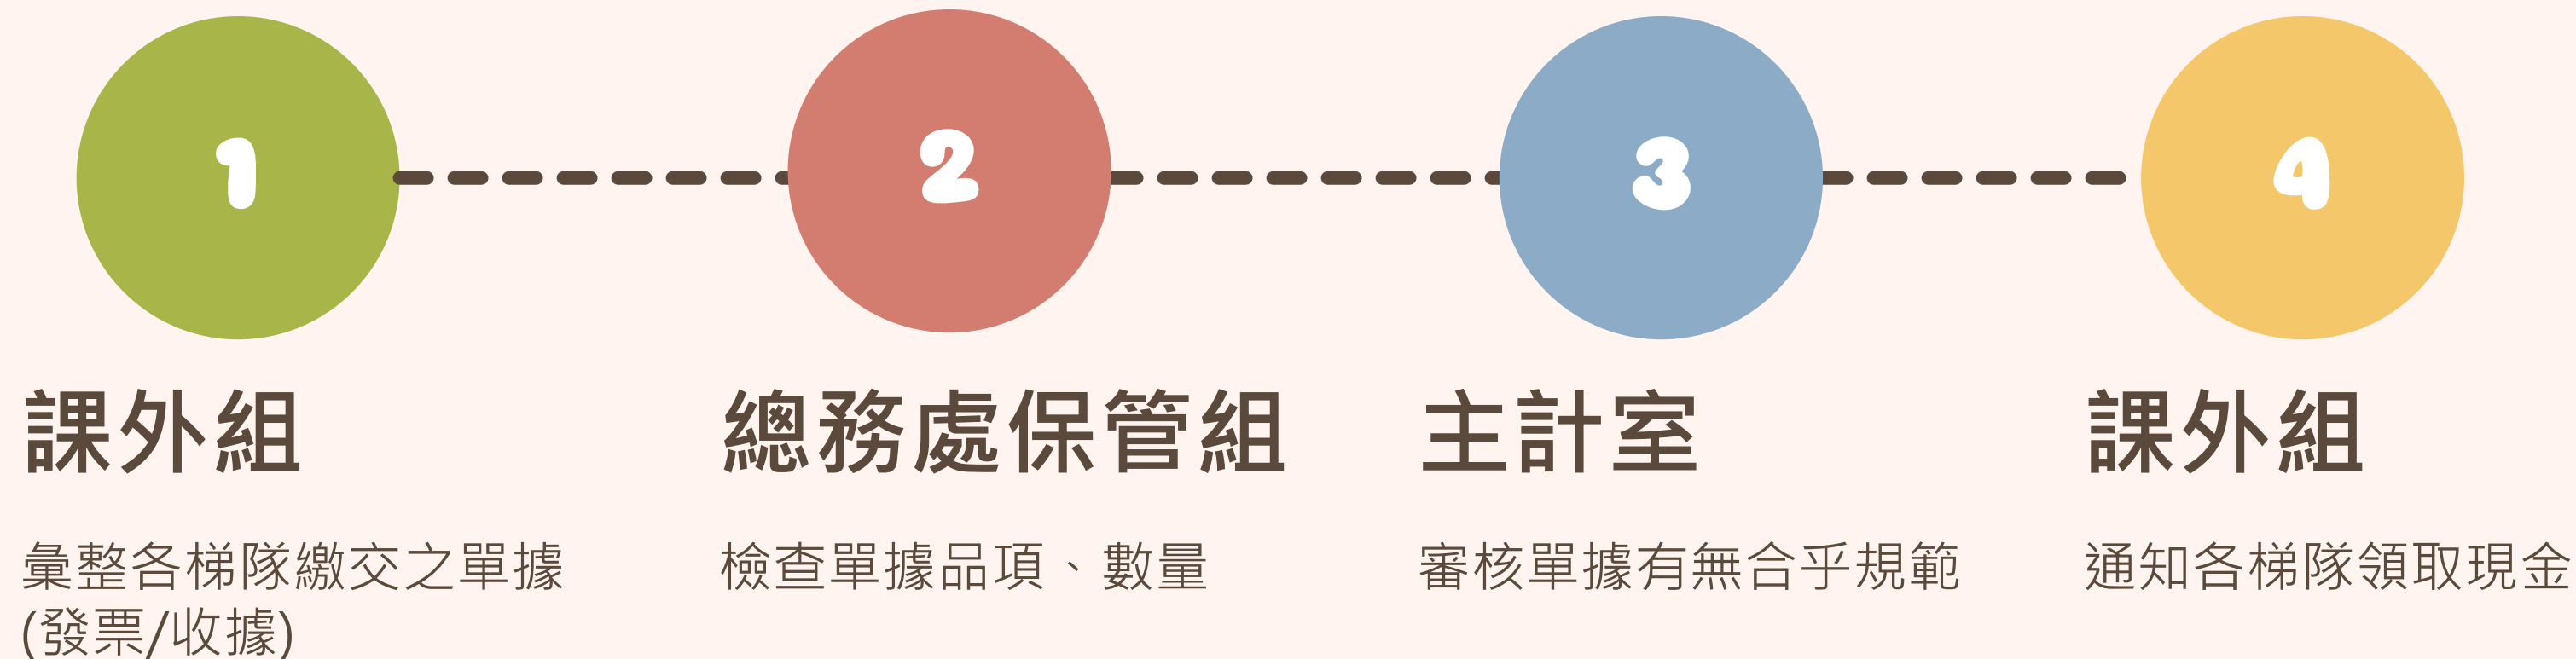 1
2
3
4
課外組
彙整各梯隊繳交之單據
(發票/收據)
總務處保管組
檢查單據品項、數量
主計室
審核單據有無合乎規範
課外組
通知各梯隊領取現金